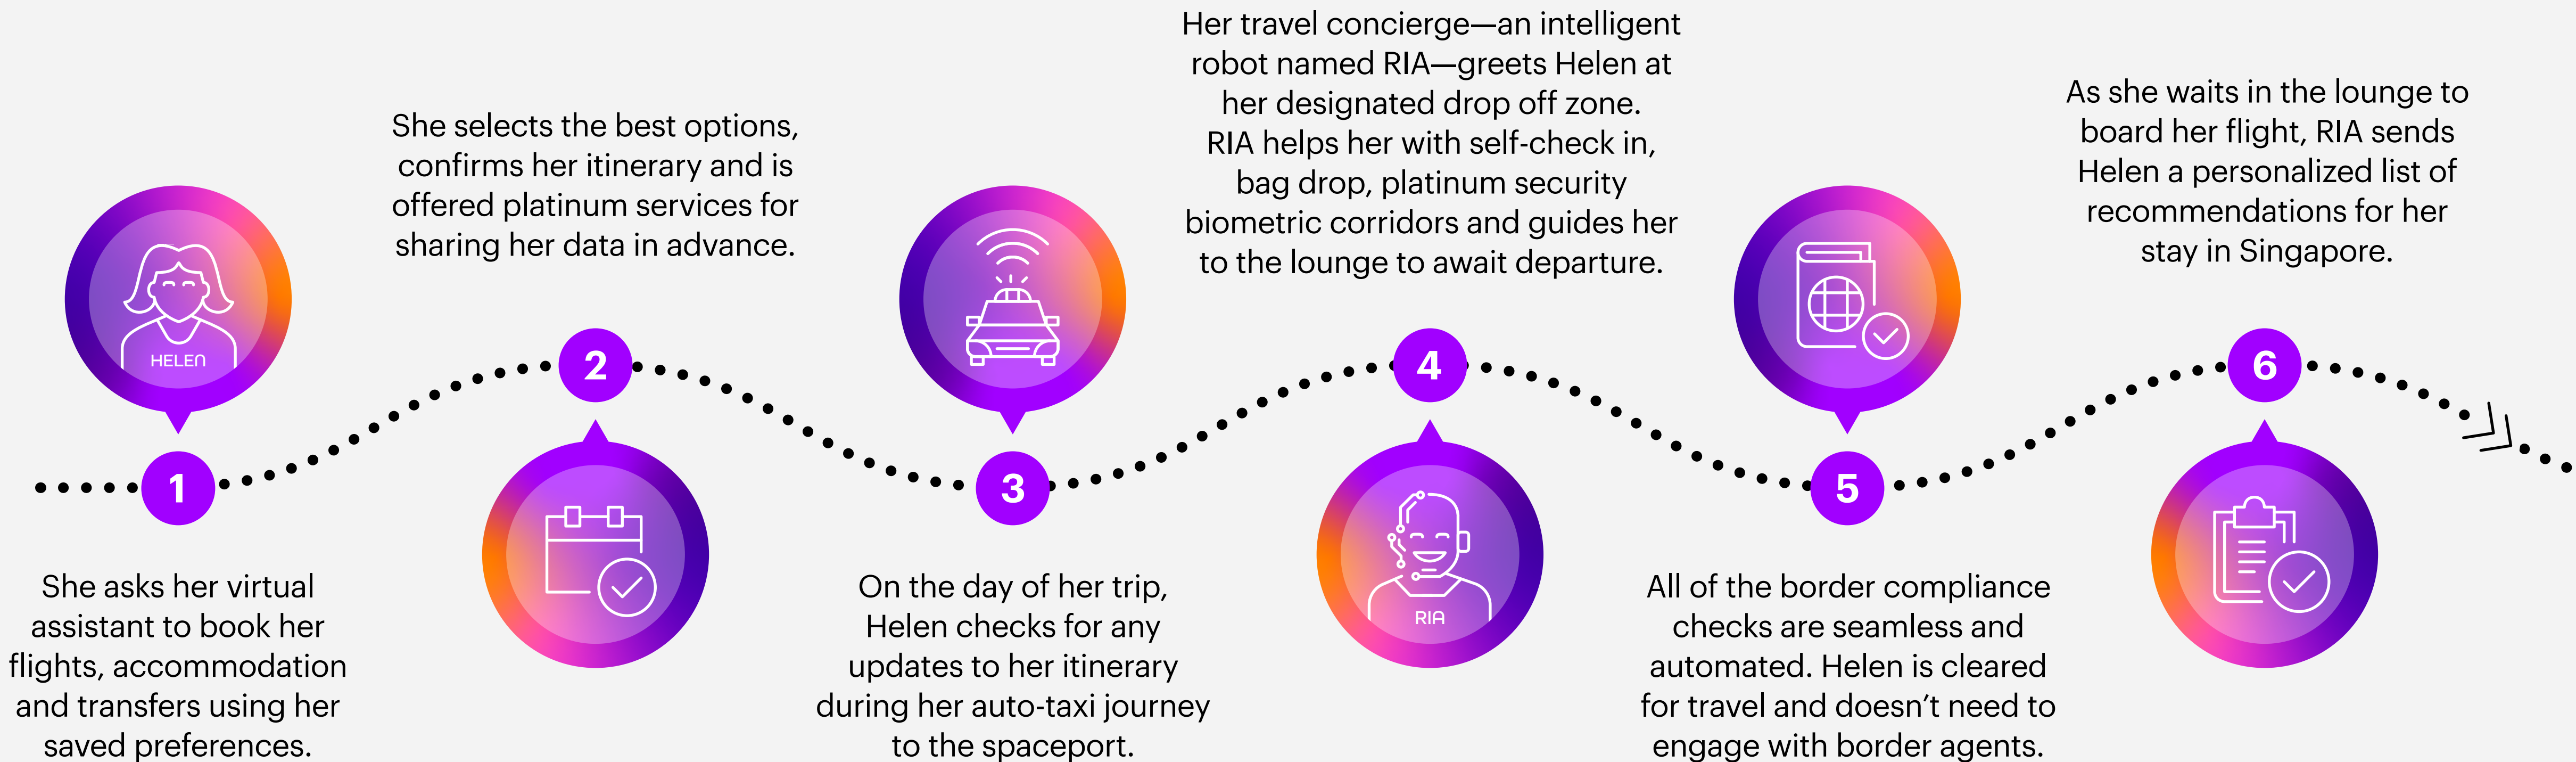 HELEN
1
She asks her virtual
assistant to book her
flights, accommodation
and transfers using her
saved preferences.
She selects the best options,
confirms her itinerary and is
offered platinum services for
sharing her data in advance.
2
3
On the day of her trip,
Helen checks for any
updates to her itinerary
during her auto-taxi journey
to the spaceport.
Her travel concierge—an intelligent
robot named RIA—greets Helen at
her designated drop off zone.
RIA helps her with self-check in,
bag drop, platinum security
biometric corridors and guides her
to the lounge to await departure.
4
RIA
5
All of the border compliance
checks are seamless and
automated. Helen is cleared
for travel and doesn’t need to
engage with border agents.
As she waits in the lounge to
board her flight, RIA sends
Helen a personalized list of
recommendations for her
stay in Singapore.
6